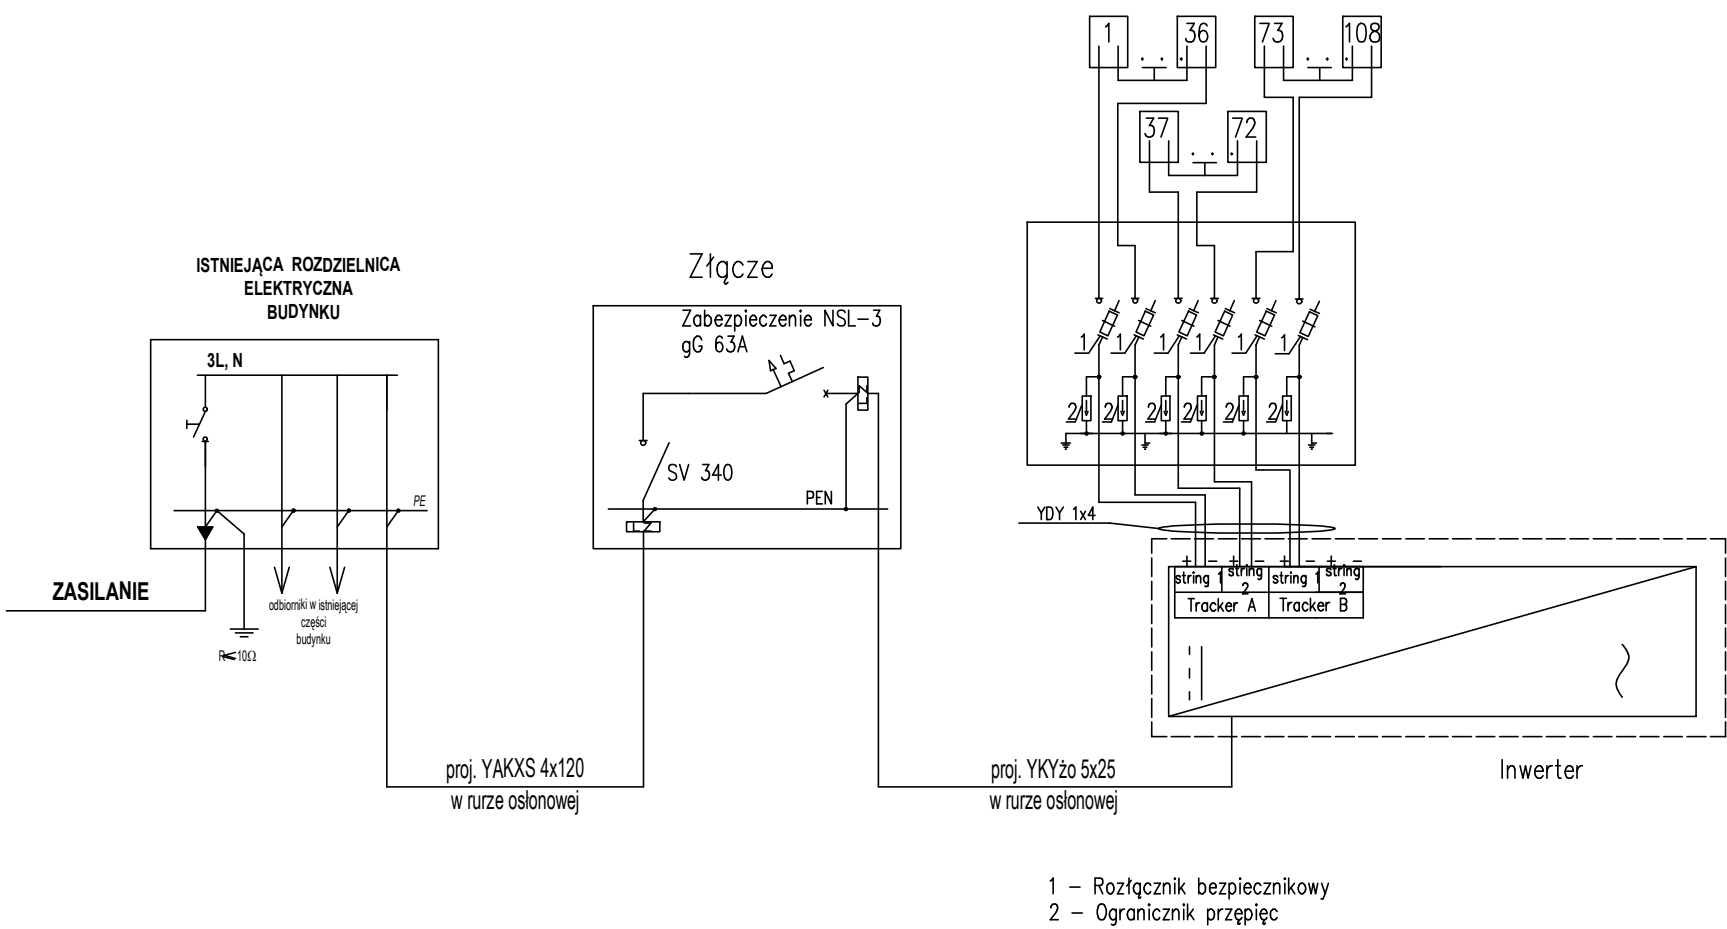 1
36
73
108
37
72
ISTNIEJĄCA ROZDZIELNICA
ELEKTRYCZNA
BUDYNKU
3L, N
PE
ZASILANIE
odbiorniki w istniejącej
części
budynku
R<10Ω
Złącze
Zabezpieczenie NSL-3
gG 63A
SV 340
PEN
1 1 1 1 1 1
2 2 2 2 2 2
YDY 1x4
+ - + - + - + -
string 1 string 2 string 1 string 2
Tracker A Tracker B
Inwerter
proj. YAKXS 4x120
w rurze osłonowej
proj. YKYżo 5x25
w rurze osłonowej
1 - Rozłącznik bezpiecznikowy
2 - Ogranicznik przępięc